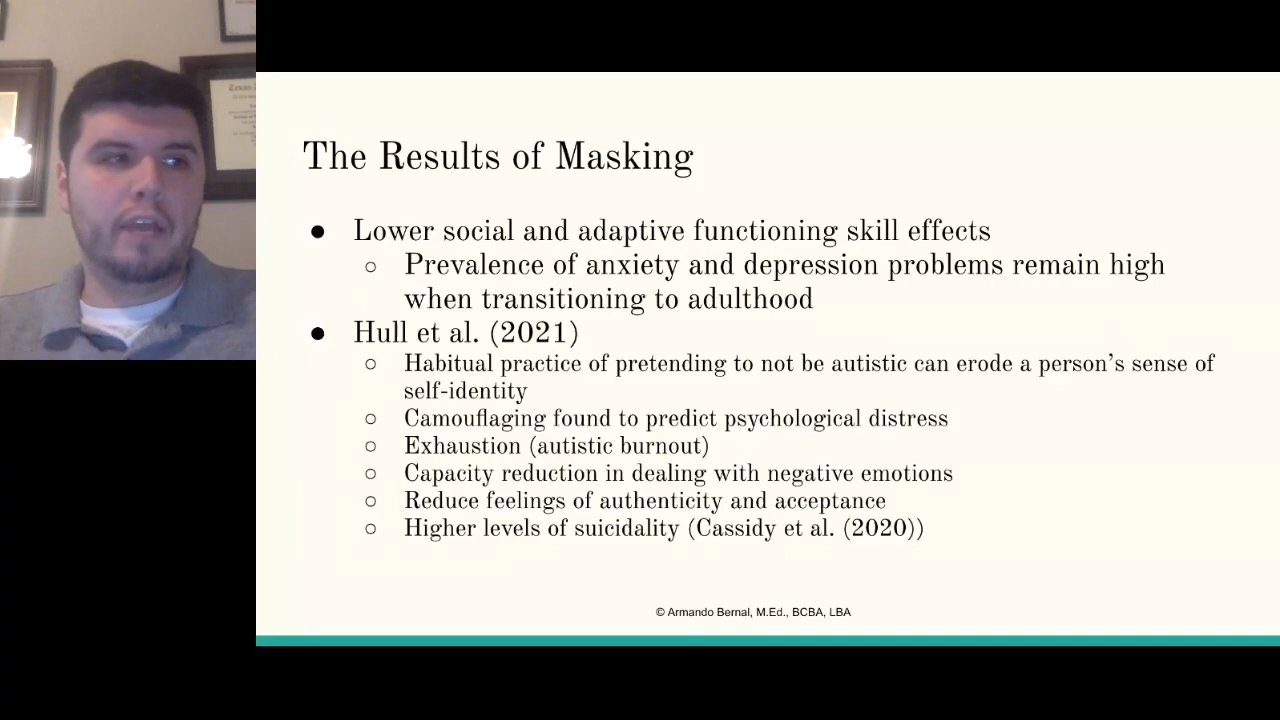 Texas
The Results of Masking
● Lower social and adaptive functioning skill effects
○ Prevalence of anxiety and depression problems remain high
when transitioning to adulthood
● Hull et al. (2021)
○ Habitual practice of pretending to not be autistic can erode a person’s sense of
self-identity
○ Camouflaging found to predict psychological distress
○ Exhaustion (autistic burnout)
○ Capacity reduction in dealing with negative emotions
○ Reduce feelings of authenticity and acceptance
○ Higher levels of suicidality (Cassidy et al. (2020))
© Armando Bernal, M.Ed., BCBA, LBA